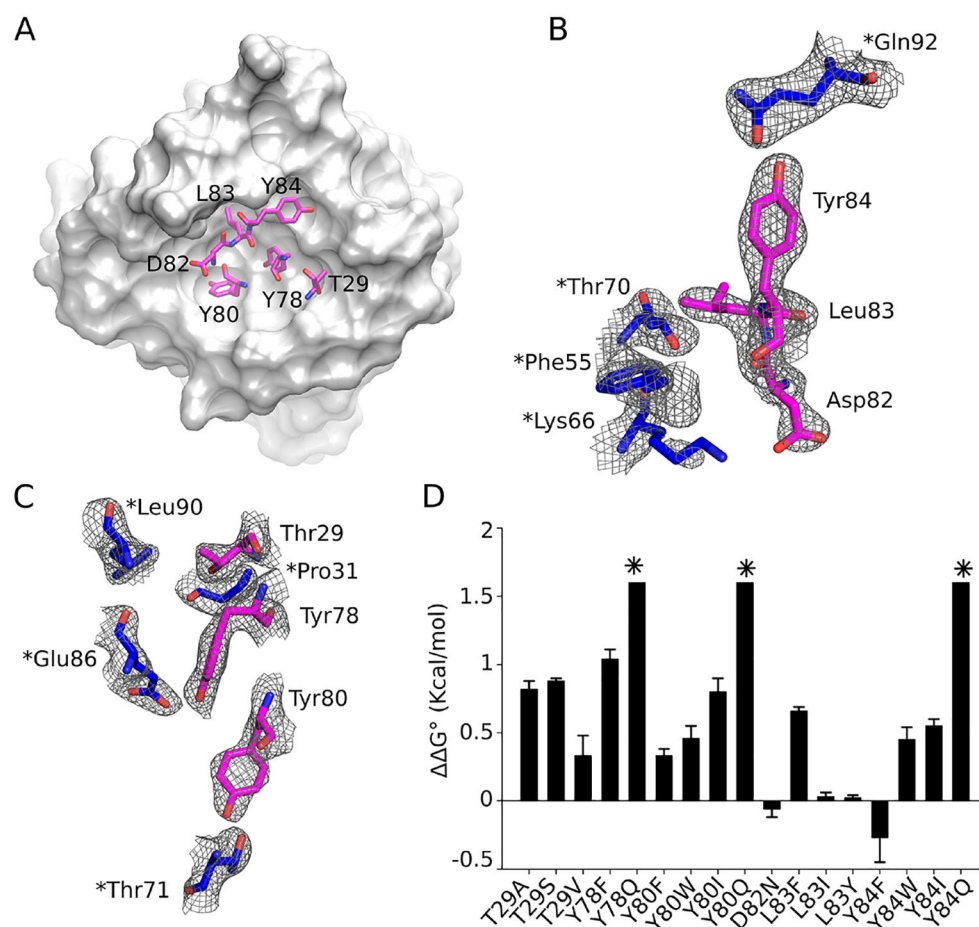 A
L83
Y84
D82
Y80
Y78
T29
B
*Gln92
Tyr84
*Thr70
Leu83
*Phe55
Asp82
*Lys66
C
*Leu90
Thr29
*Pro31
Tyr78
*Glu86
Tyr80
*Thr71
D
ΔΔG° (Kcal/mol)
2
1.5
1
0.5
0
-0.5
* * *
T29A
T29S
T29V
Y78F
Y78Q
Y80F
Y80W
Y80I
Y80Q
D82N
L83F
L83I
L83Y
Y84F
Y84W
Y84I
Y84Q